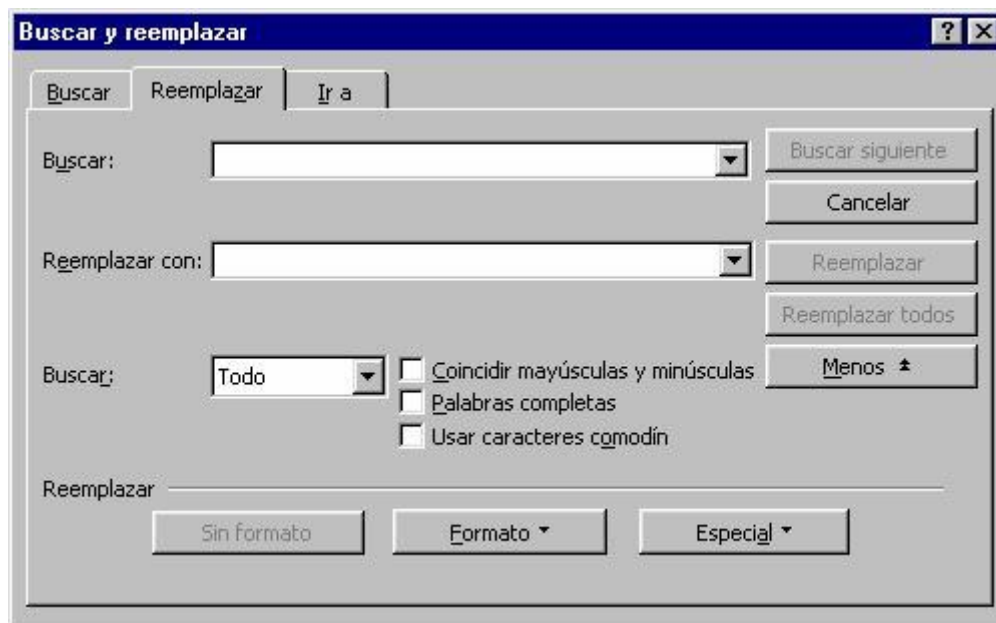 Buscar y reemplazar
Buscar Reemplazar Ir a
Buscar: Buscar siguiente
Cancelar
Reemplazar con: Reemplazar
Reemplazar todos
Buscar: Todo Coincidir mayúsculas y minúsculas Menos
Palabras completas
Usar caracteres comodín
Reemplazar
Sin formato Formato Especial